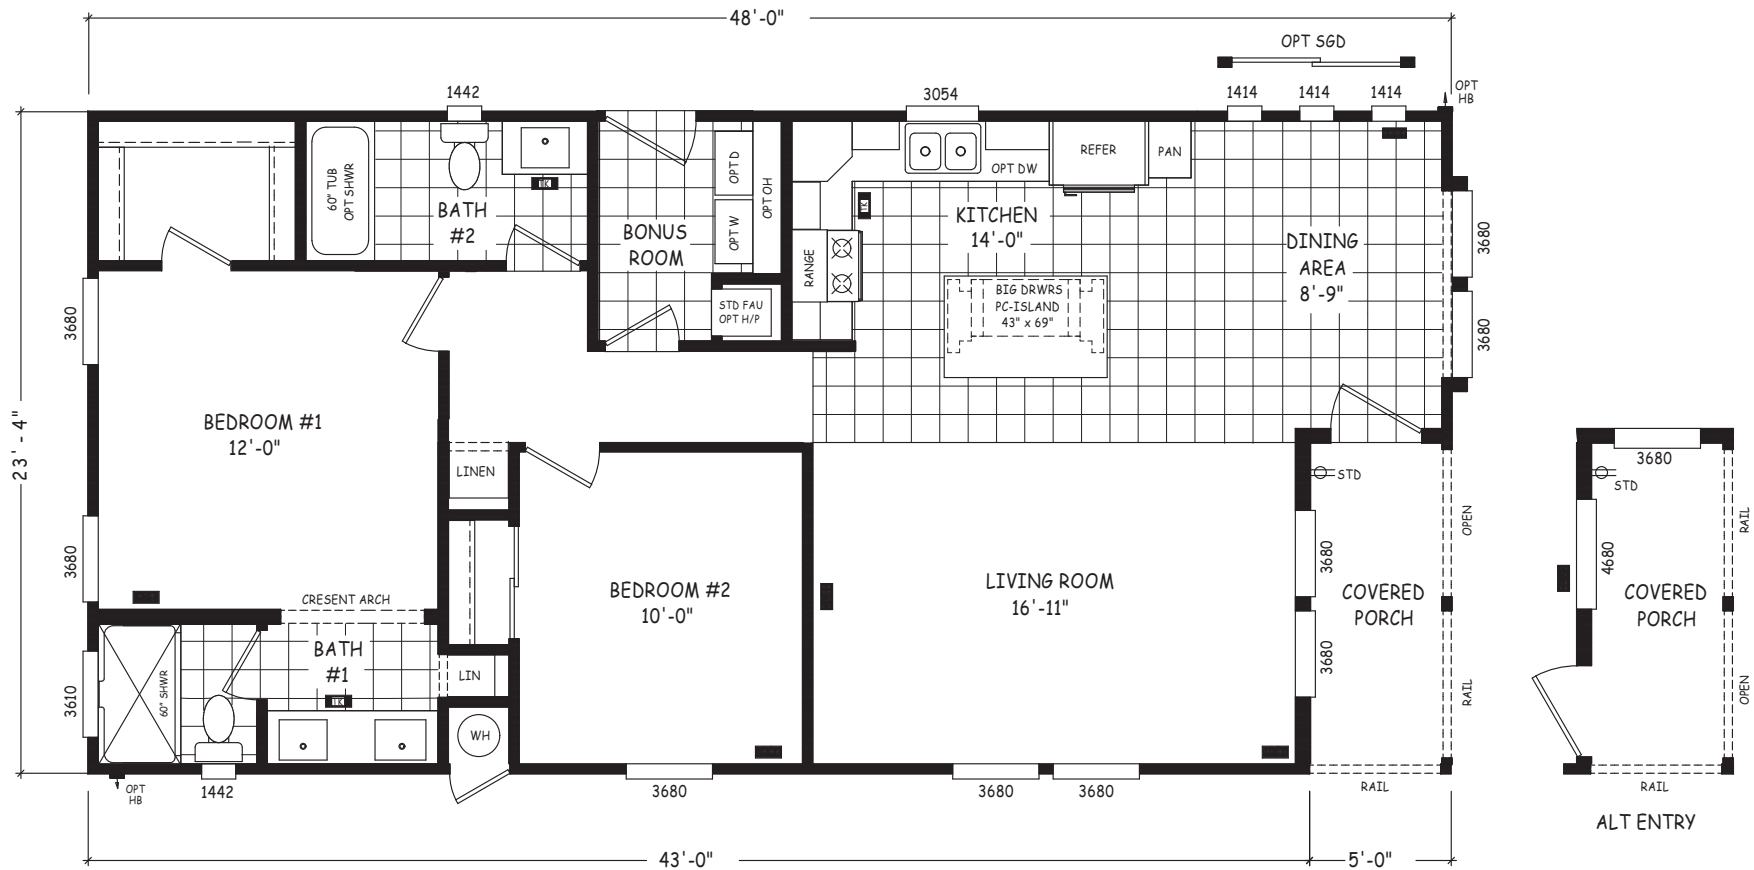 48'-0"
OPT SGD
1442
3054
1414
1414
1414
OPT
HB
60" TUB
OPT SHWR
TK
BATH
#2
BONUS
ROOM
OPT D
OPT W
OPT OH
STD FAU
OPT H/P
OPT DW
REFER
PAN
TK
RANGE
KITCHEN
14'-0"
BIG DRWRS
PC-ISLAND
43" x 69"
DINING
AREA
8'-9"
3680
3680
3680
23'-4"
BEDROOM #1
12'-0"
LINEN
3680
CRESENT ARCH
BATH
#1
TK
60" SHWR
3610
LIN
WH
OPT
HB
1442
BEDROOM #2
10'-0"
3680
LIVING ROOM
16'-11"
3680
3680
STD
3680
3680
COVERED
PORCH
OPEN
RAIL
RAIL
3680
STD
4680
COVERED
PORCH
RAIL
OPEN
RAIL
ALT ENTRY
43'-0"
5'-0"